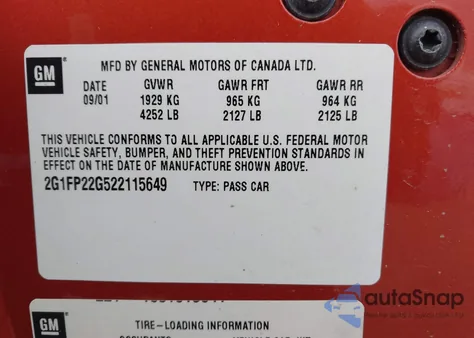 GM
MFD BY GENERAL MOTORS OF CANADA LTD.
DATE GVWR GAWR FRT GAWR RR
09/01 1929 KG 965 KG 964 KG
4252 LB 2127 LB 2125 LB
THIS VEHICLE CONFORMS TO ALL APPLICABLE U.S. FEDERAL MOTOR
VEHICLE SAFETY, BUMPER, AND THEFT PREVENTION STANDARDS IN
EFFECT ON THE DATE OF MANUFACTURE SHOWN ABOVE.
2G1FP22G522115649 TYPE: PASS CAR
GM
TIRE-LOADING INFORMATION
autaSnap